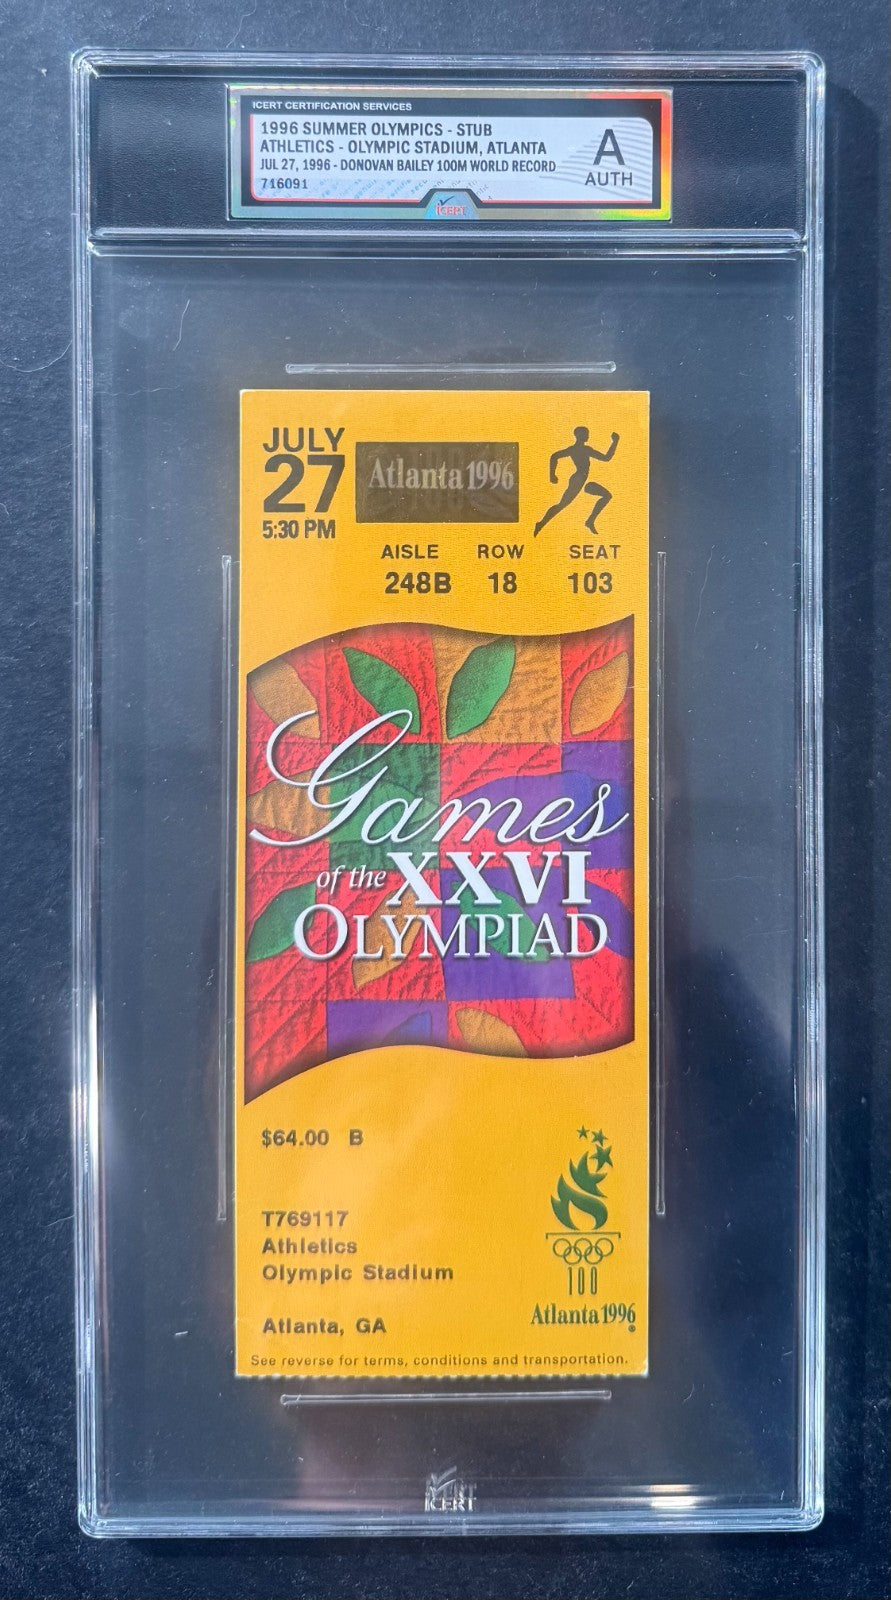 ICERT CERTIFICATION SERVICES
1996 SUMMER OLYMPICS - STUB
ATHLETICS - OLYMPIC STADIUM, ATLANTA
JUL 27, 1996 - DONOVAN BAILEY 100M WORLD RECORD
716091
A
AUTH
iCERT
JULY
27
5:30 PM
Atlanta 1996
AISLE ROW SEAT
248B 18 103
Games
of the XXVI
OLYMPIAD
$64.00 B
T769117
Athletics
Olympic Stadium
Atlanta, GA
100
Atlanta 1996
See reverse for terms, conditions and transportation.
iCERT